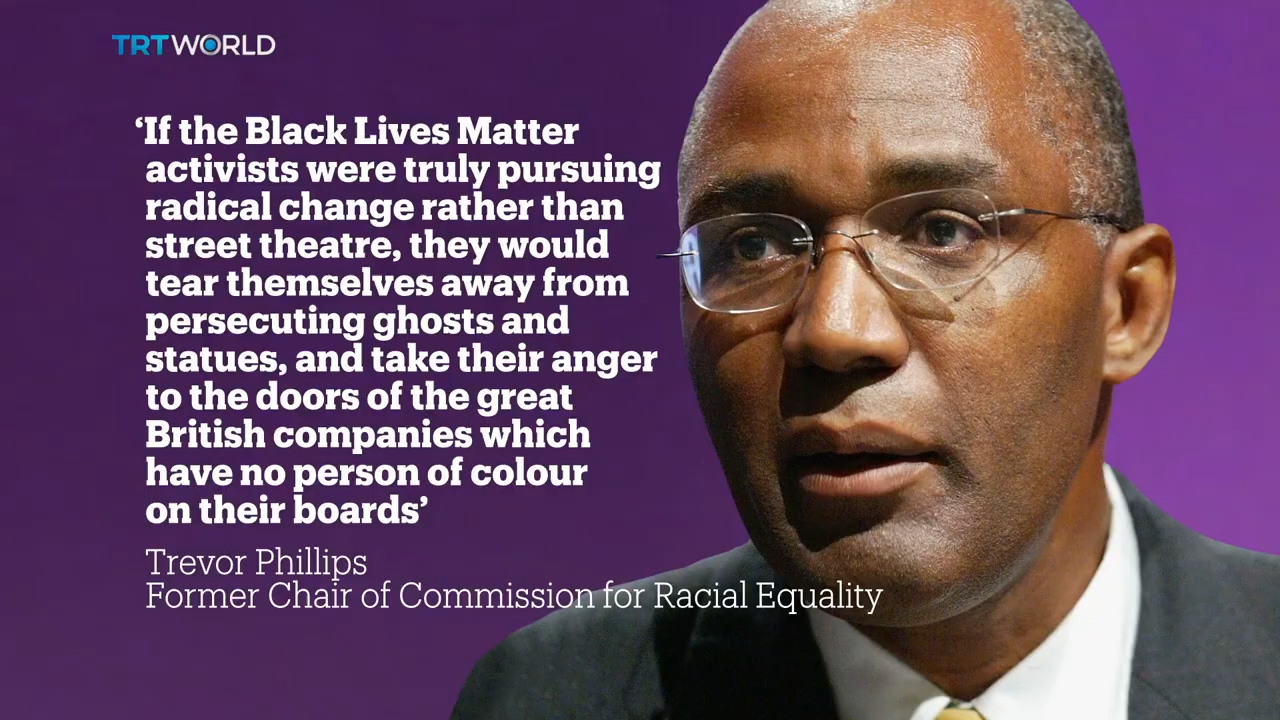 TRT WORLD
‘If the Black Lives Matter
activists were truly pursuing
radical change rather than
street theatre, they would
tear themselves away from
persecuting ghosts and
statues, and take their anger
to the doors of the great
British companies which
have no person of colour
on their boards’
Trevor Phillips
Former Chair of Commission for Racial Equality